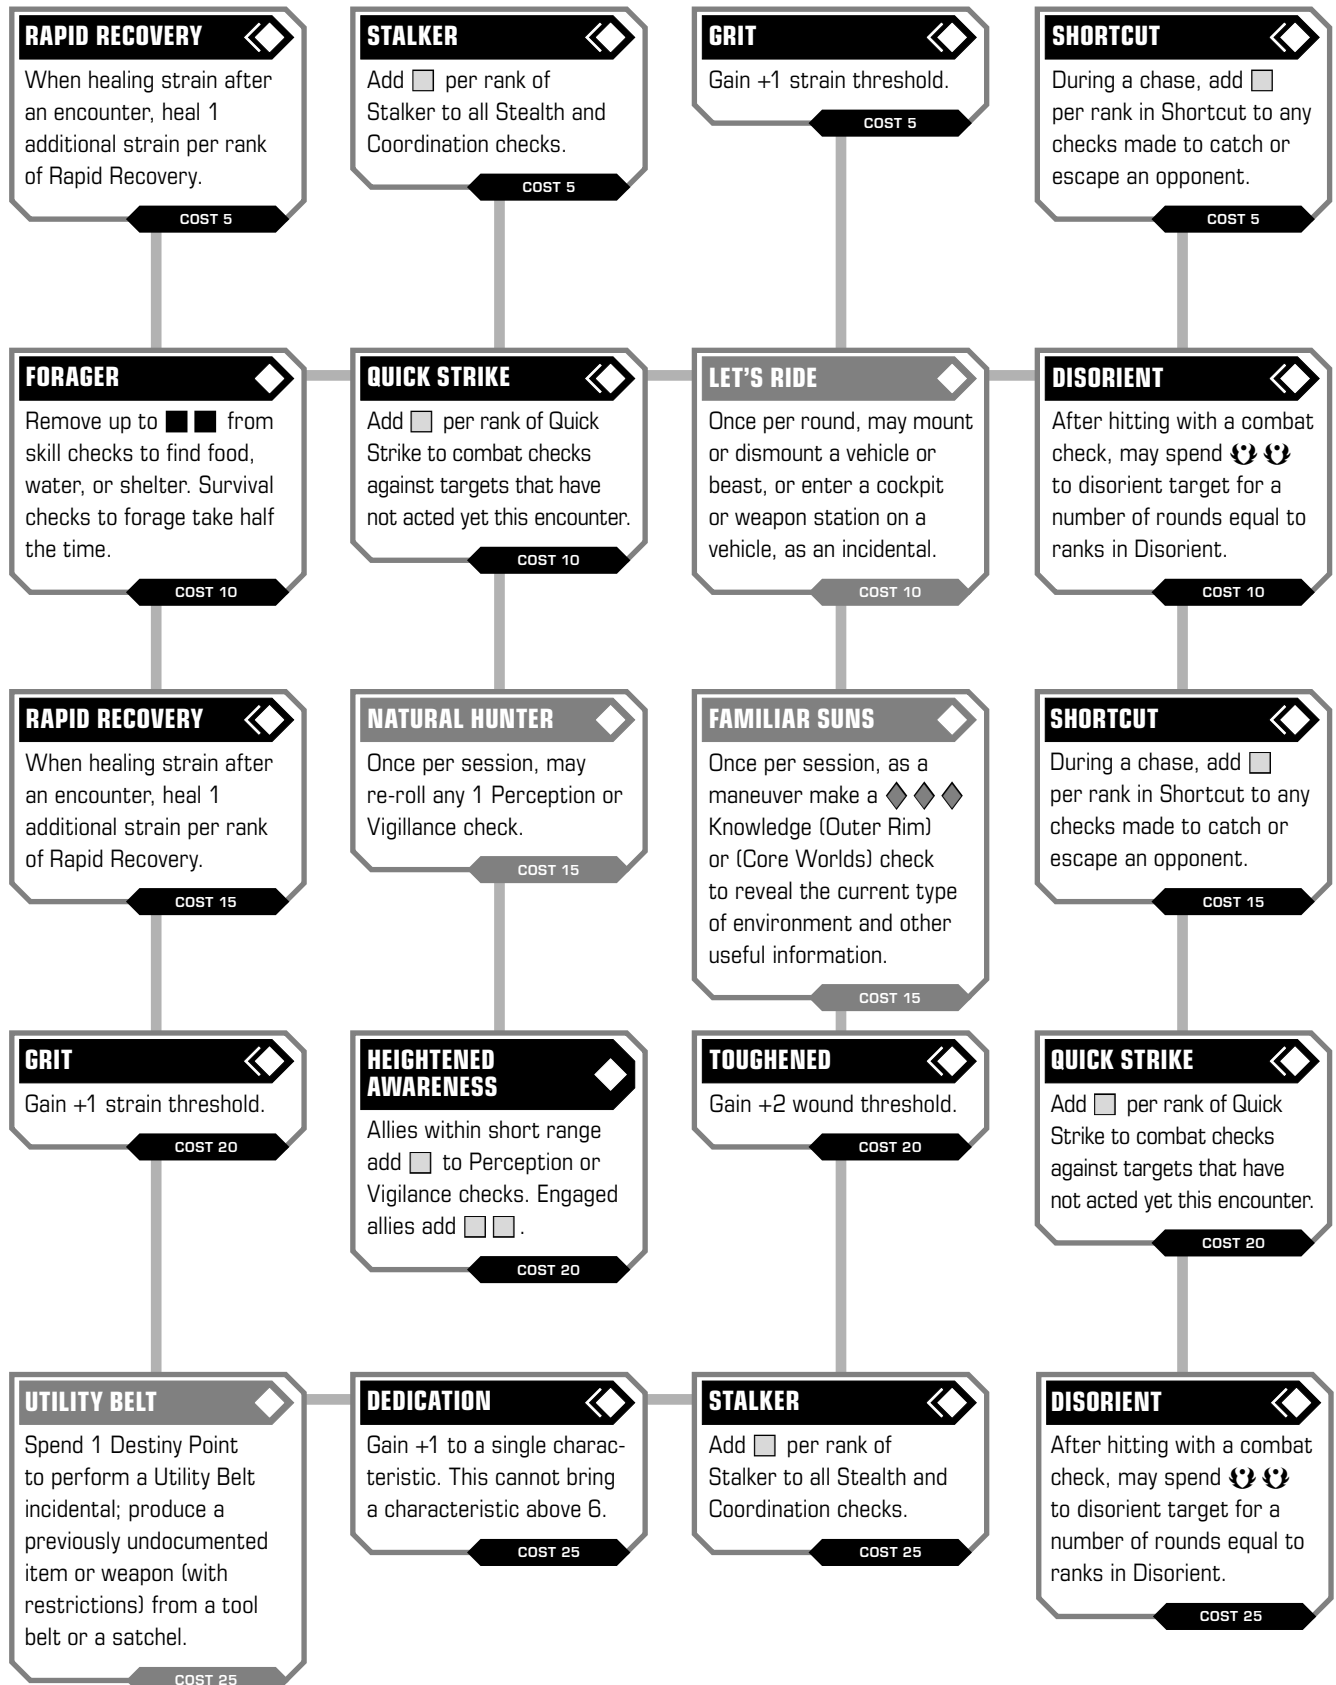 RAPID RECOVERY
When healing strain after
an encounter, heal 1
additional strain per rank
of Rapid Recovery.
COST 5
STALKER
Add per rank of
Stalker to all Stealth and
Coordination checks.
COST 5
GRIT
Gain +1 strain threshold.
COST 5
SHORTCUT
During a chase, add
per rank in Shortcut to any
checks made to catch or
escape an opponent.
COST 5
FORAGER
Remove up to from
skill checks to find food,
water, or shelter. Survival
checks to forage take half
the time.
COST 10
QUICK STRIKE
Add per rank of Quick
Strike to combat checks
against targets that have
not acted yet this encounter.
COST 10
LET'S RIDE
Once per round, may mount
or dismount a vehicle or
beast, or enter a cockpit
or weapon station on a
vehicle, as an incidental.
COST 10
DISORIENT
After hitting with a combat
check, may spend
to disorient target for a
number of rounds equal to
ranks in Disorient.
COST 10
RAPID RECOVERY
When healing strain after
an encounter, heal 1
additional strain per rank
of Rapid Recovery.
COST 15
NATURAL HUNTER
Once per session, may
re-roll any 1 Perception or
Vigillance check.
COST 15
FAMILIAR SUNS
Once per session, as a
maneuver make a
Knowledge (Outer Rim)
or (Core Worlds) check
to reveal the current type
of environment and other
useful information.
COST 15
SHORTCUT
During a chase, add
per rank in Shortcut to any
checks made to catch or
escape an opponent.
COST 15
GRIT
Gain +1 strain threshold.
COST 20
HEIGHTENED
AWARENESS
Allies within short range
add to Perception or
Vigilance checks. Engaged
allies add .
COST 20
TOUGHENED
Gain +2 wound threshold.
COST 20
QUICK STRIKE
Add per rank of Quick
Strike to combat checks
against targets that have
not acted yet this encounter.
COST 20
UTILITY BELT
Spend 1 Destiny Point
to perform a Utility Belt
incidental; produce a
previously undocumented
item or weapon (with
restrictions) from a tool
belt or a satchel.
COST 25
DEDICATION
Gain +1 to a single charac-
teristic. This cannot bring
a characteristic above 6.
COST 25
STALKER
Add per rank of
Stalker to all Stealth and
Coordination checks.
COST 25
DISORIENT
After hitting with a combat
check, may spend
to disorient target for a
number of rounds equal to
ranks in Disorient.
COST 25